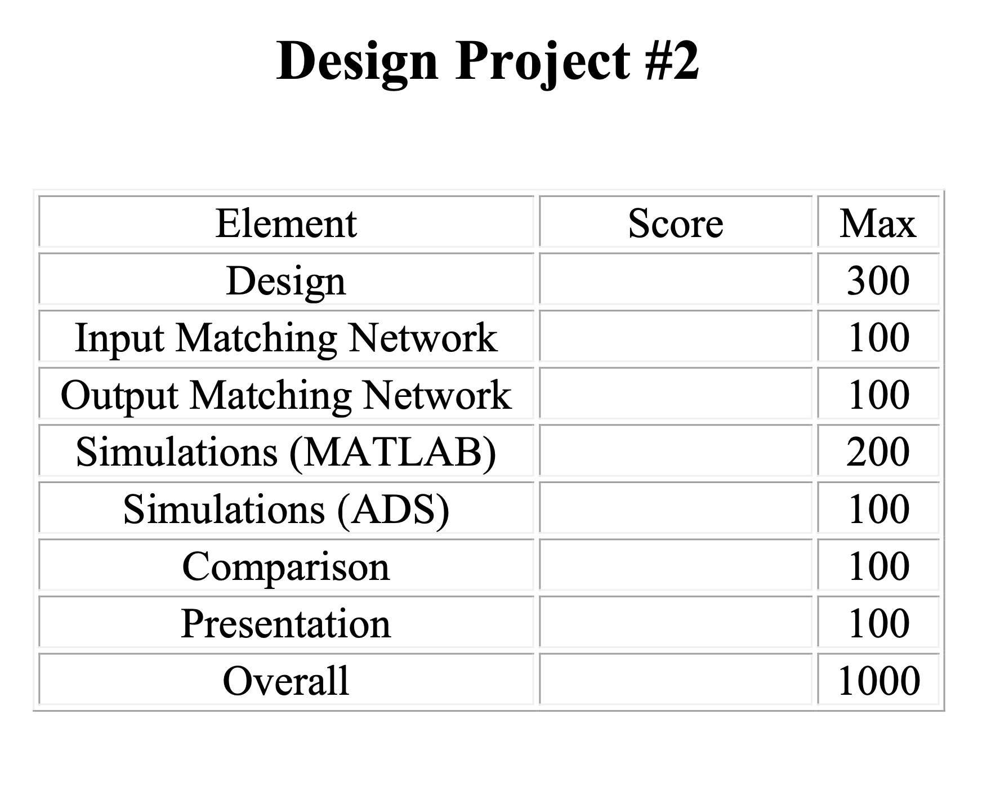 Design Project #2
Element Score Max
Design 300
Input Matching Network 100
Output Matching Network 100
Simulations (MATLAB) 200
Simulations (ADS) 100
Comparison 100
Presentation 100
Overall 1000